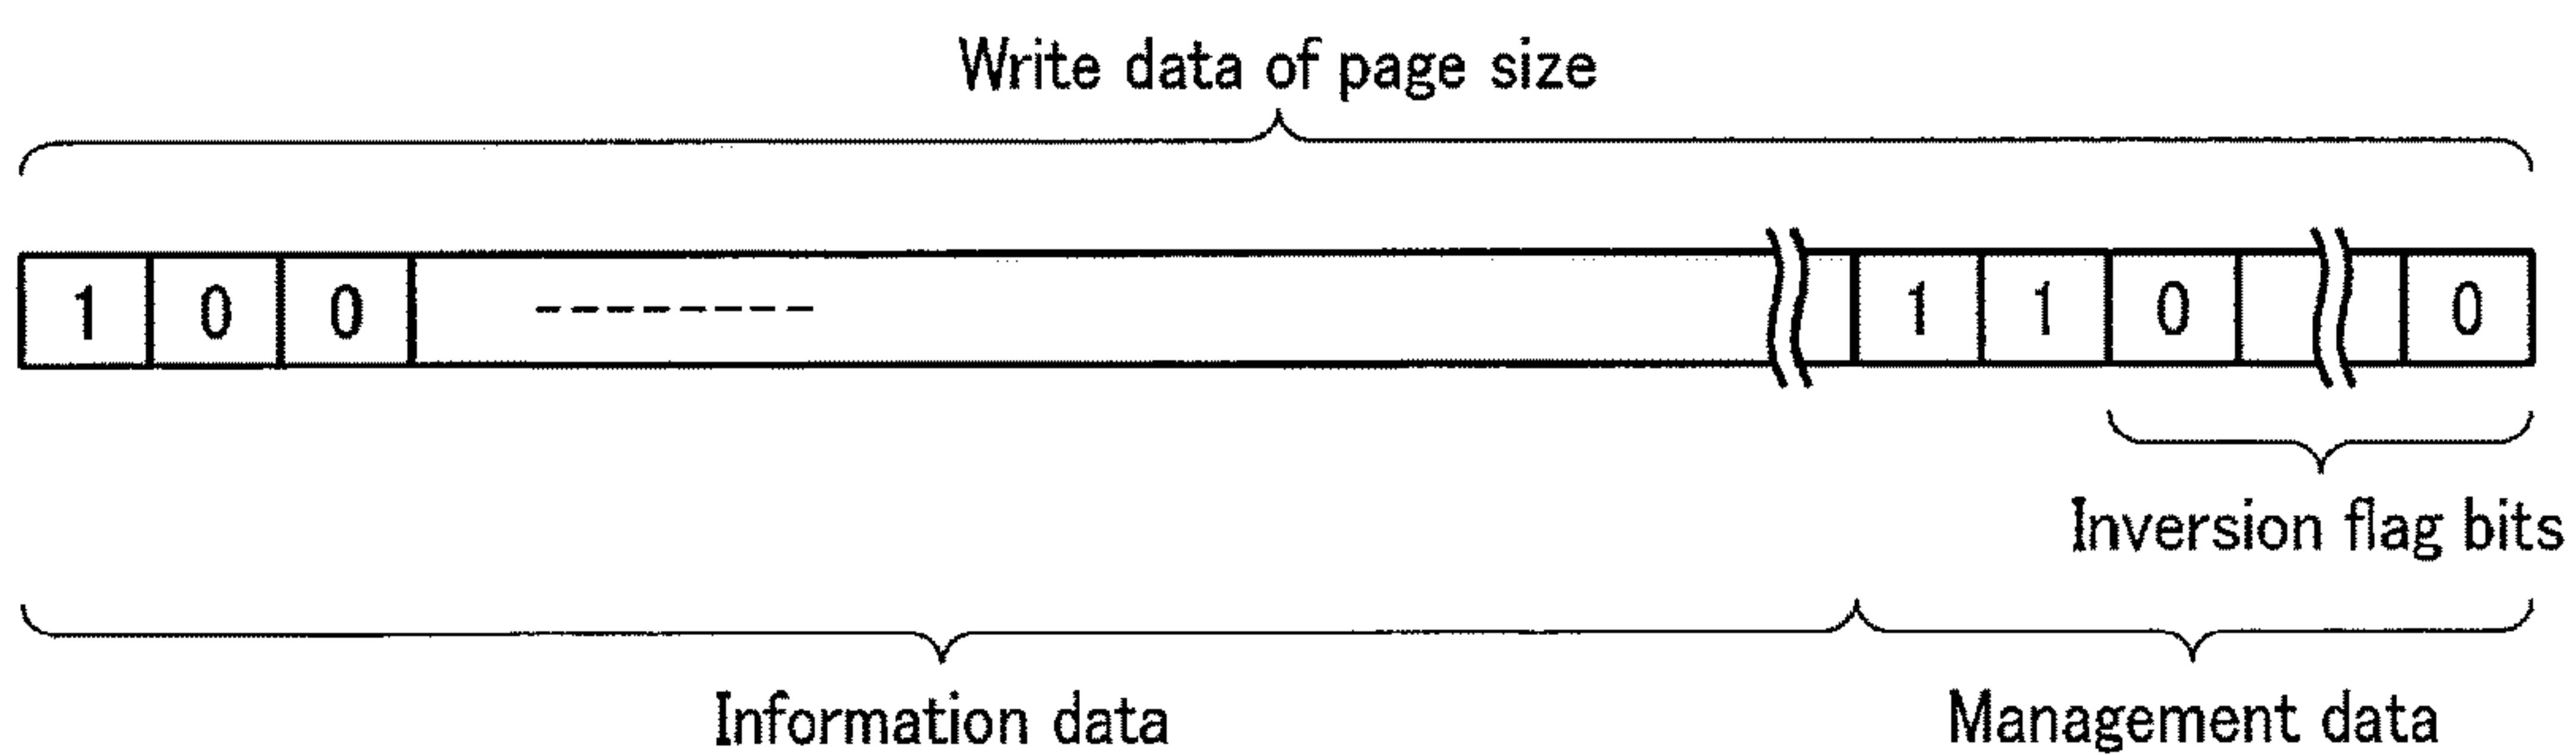 Write data of page size
1 0 0 -------- 1 1 0 0
Inversion flag bits
Information data Management data